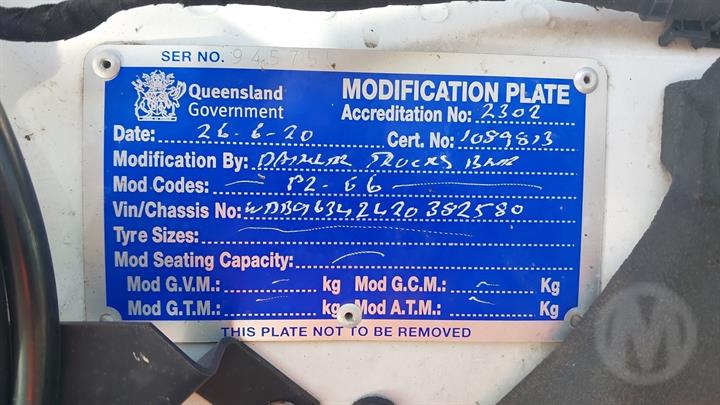 SER NO. 94575
Queensland Government
MODIFICATION PLATE
Accreditation No: 2302
Date: 26-6-20 Cert. No: 1089813
Modification By: DAIMLER TRUCKS BNE
Mod Codes: P2-66
Vin/Chassis No: WDB96342420382580
Tyre Sizes:
Mod Seating Capacity:
Mod G.V.M.: - kg Mod G.C.M.: - Kg
Mod G.T.M.: - kg Mod A.T.M.: - Kg
THIS PLATE NOT TO BE REMOVED
M